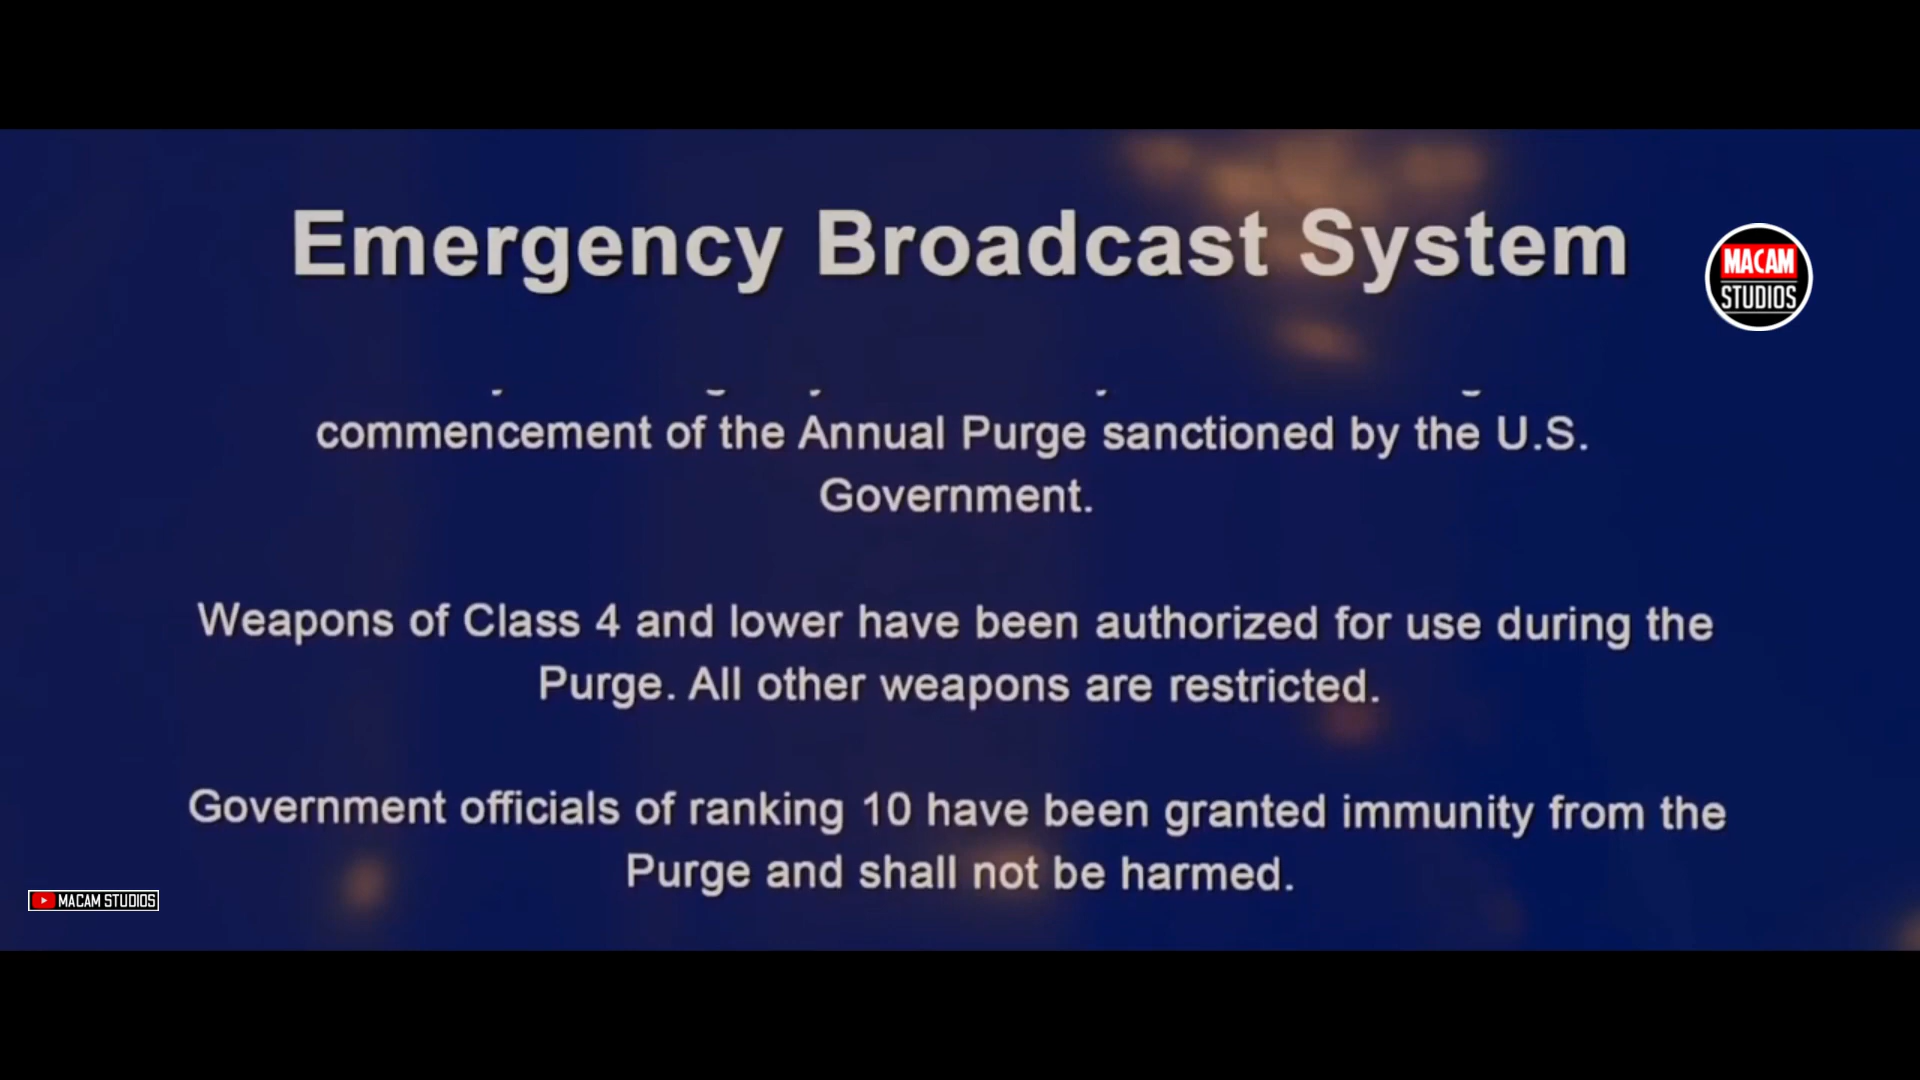 Emergency Broadcast System
MACAM
STUDIOS
commencement of the Annual Purge sanctioned by the U.S.
Government.
Weapons of Class 4 and lower have been authorized for use during the
Purge. All other weapons are restricted.
Government officials of ranking 10 have been granted immunity from the
Purge and shall not be harmed.
MACAM STUDIOS